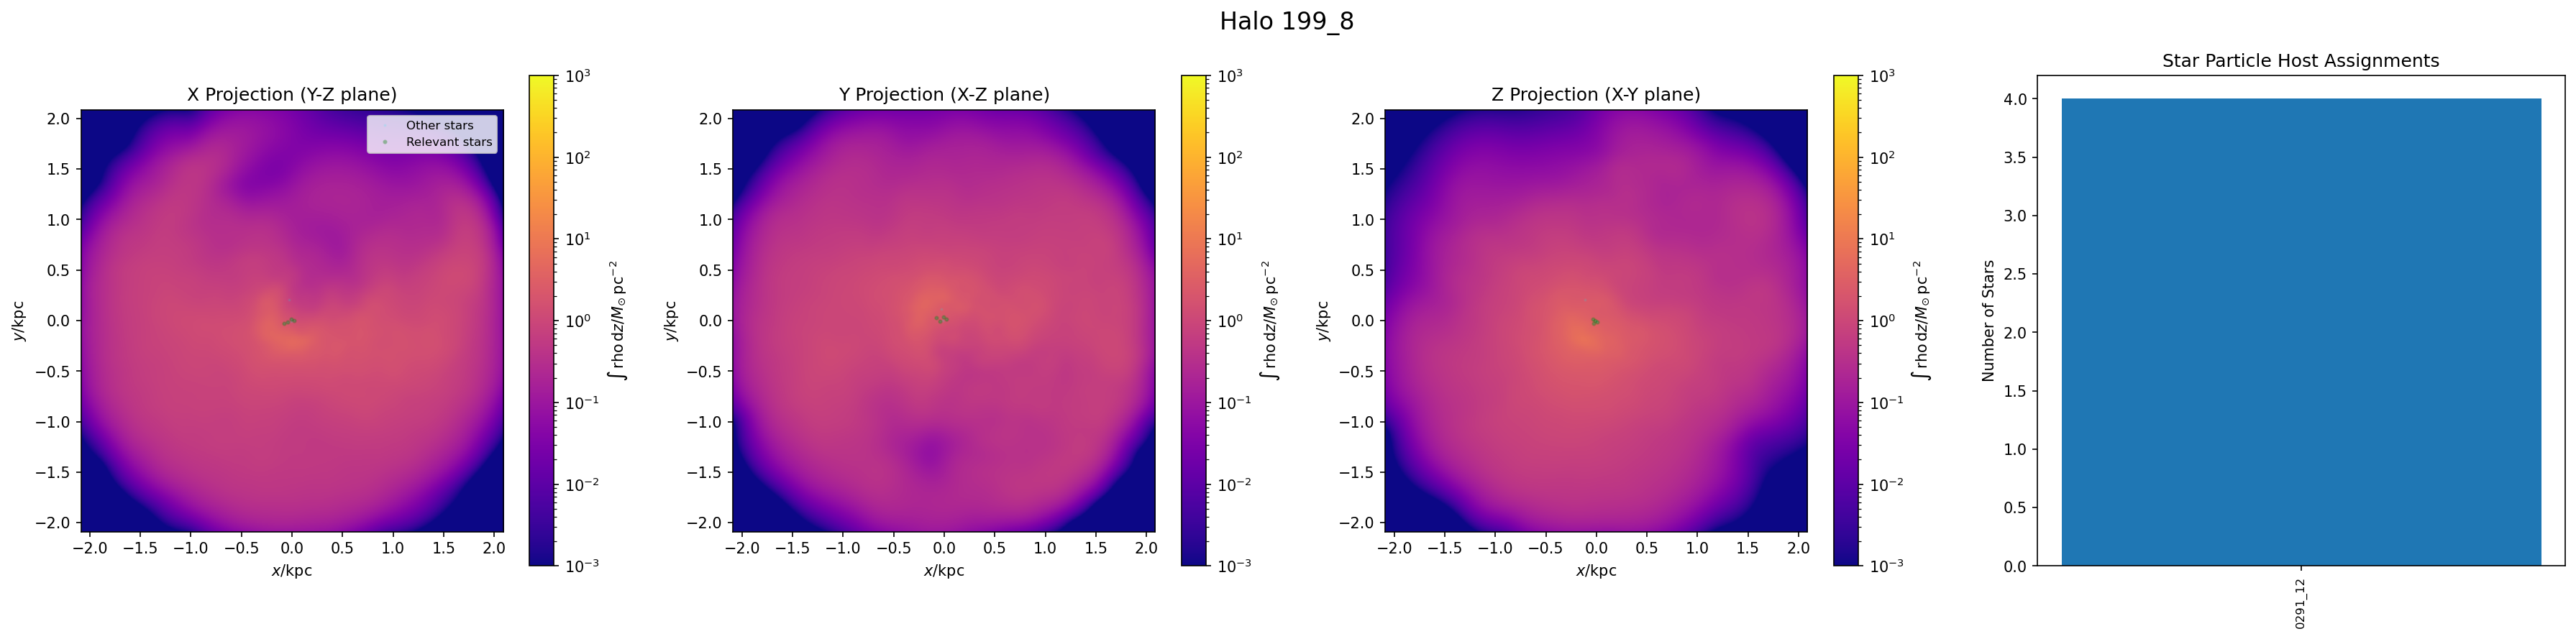 Halo 199_8
X Projection (Y-Z plane)
Other stars
Relevant stars
2.0
1.5
1.0
0.5
0.0
−0.5
−1.0
−1.5
−2.0
y/kpc
−2.0 −1.5 −1.0 −0.5 0.0 0.5 1.0 1.5 2.0
x/kpc
10³
10²
10¹
10⁰
10⁻¹
10⁻²
10⁻³
∫ rho dz/M⊙ pc⁻²
Y Projection (X-Z plane)
2.0
1.5
1.0
0.5
0.0
−0.5
−1.0
−1.5
−2.0
y/kpc
−2.0 −1.5 −1.0 −0.5 0.0 0.5 1.0 1.5 2.0
x/kpc
10³
10²
10¹
10⁰
10⁻¹
10⁻²
10⁻³
∫ rho dz/M⊙ pc⁻²
Z Projection (X-Y plane)
2.0
1.5
1.0
0.5
0.0
−0.5
−1.0
−1.5
−2.0
y/kpc
−2.0 −1.5 −1.0 −0.5 0.0 0.5 1.0 1.5 2.0
x/kpc
10³
10²
10¹
10⁰
10⁻¹
10⁻²
10⁻³
∫ rho dz/M⊙ pc⁻²
Star Particle Host Assignments
4.0
3.5
3.0
2.5
2.0
1.5
1.0
0.5
0.0
Number of Stars
0291_12